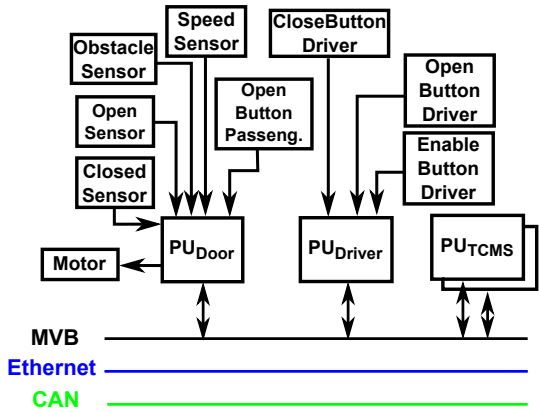 Speed
Sensor
CloseButton
Driver
Obstacle
Sensor
Open
Button
Driver
Open
Button
Passeng.
Open
Sensor
Enable
Button
Driver
Closed
Sensor
PUDoor
PUDriver
PUTCMS
Motor
MVB
Ethernet
CAN